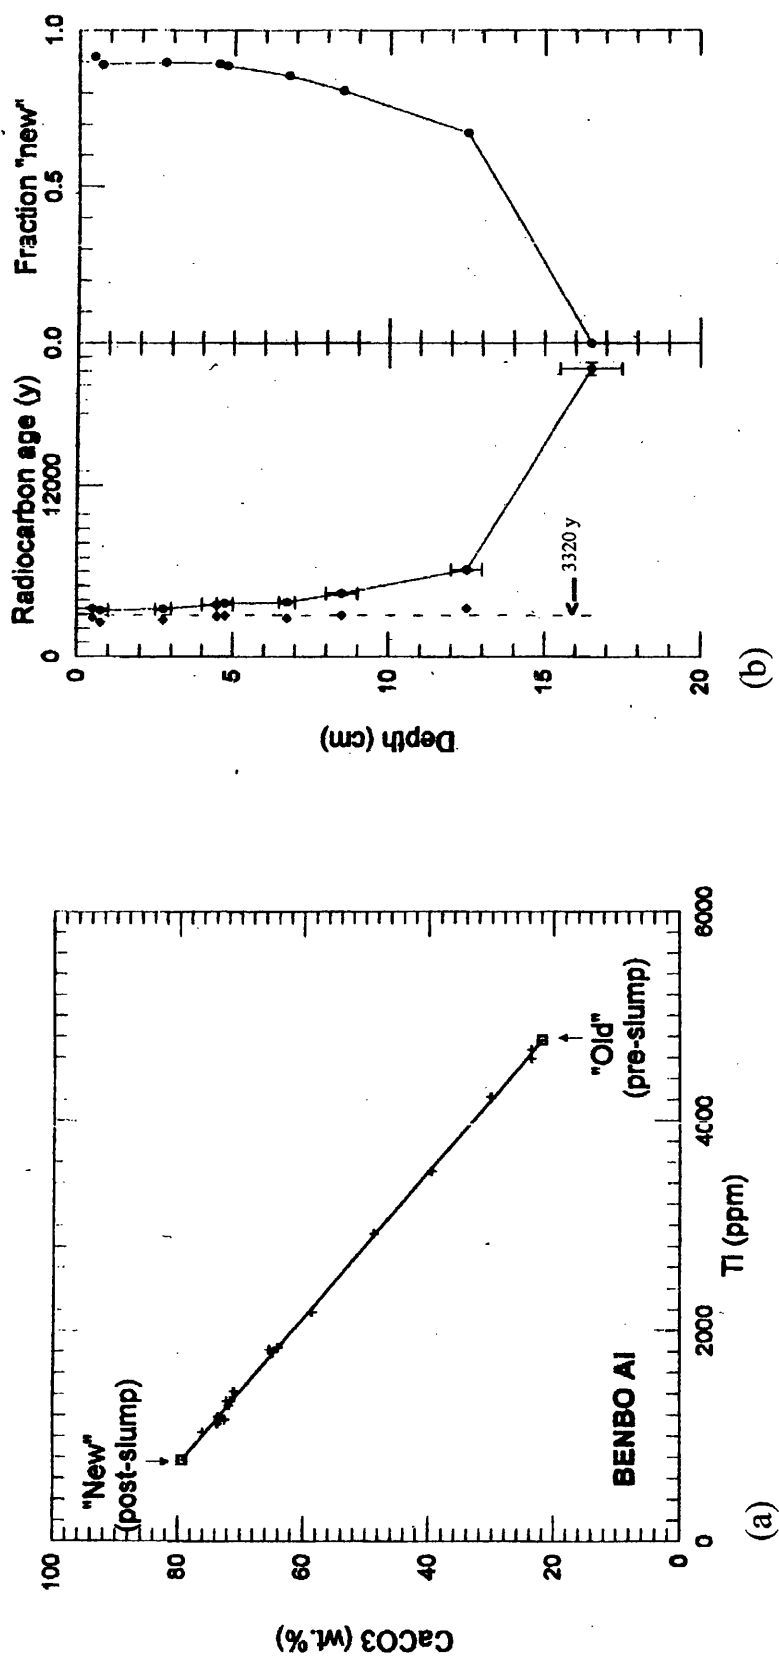 100
80
60
40
20
0
CaCO3 (wt.%)
"New"
(post-slump)
"Old"
(pre-slump)
BENBO AI
0
2000
4000
6000
Ti (ppm)
(a)
Radiocarbon age (y)
Fraction "new"
0
12000
0.0
0.5
1.0
0
5
10
15
20
Depth (cm)
3320 y
(b)